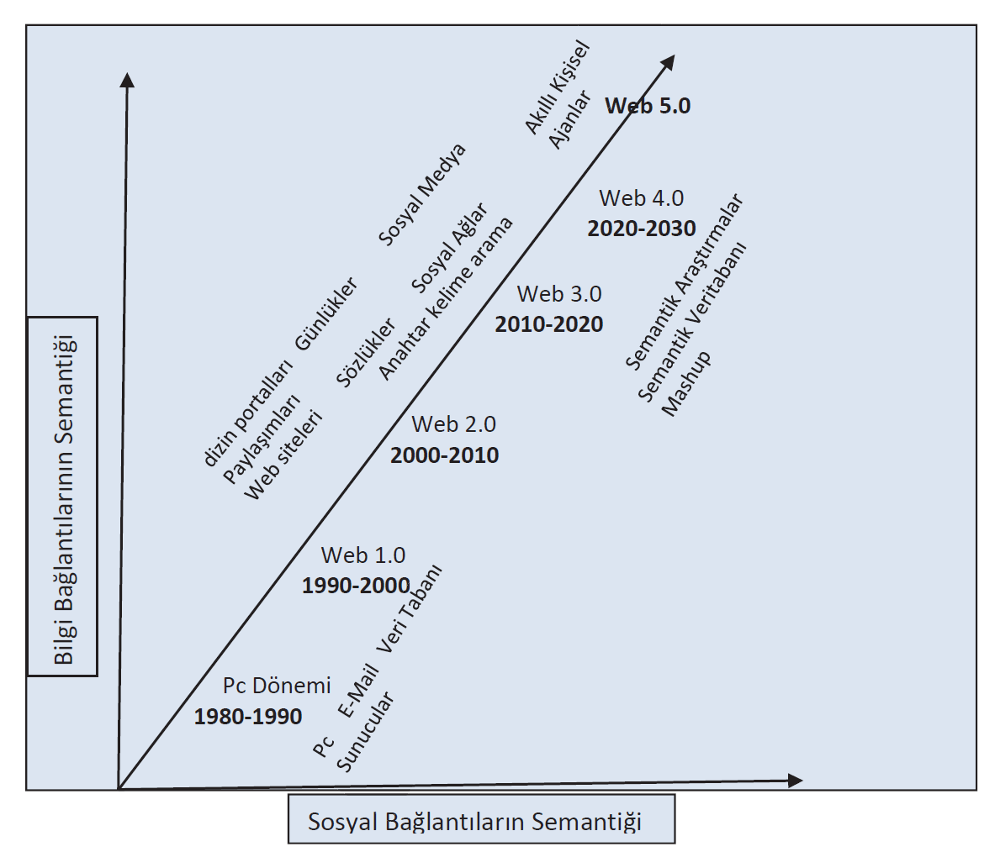 Akıllı Kişisel
Ajanlar
Web 5.0
Sosyal Medya
Web 4.0
2020-2030
Sosyal Ağlar
Anahtar kelime arama
Semantik Araştırmalar
Semantik Veritabanı
Mashup
Web 3.0
2010-2020
Günlükler
Sözlükler
dizin portalları
Paylaşımları
Web siteleri
Web 2.0
2000-2010
Bilgi Bağlantılarının Semantiği
Web 1.0
1990-2000
Veri Tabanı
E-Mail
Pc
Sunucular
Pc Dönemi
1980-1990
Sosyal Bağlantıların Semantiği